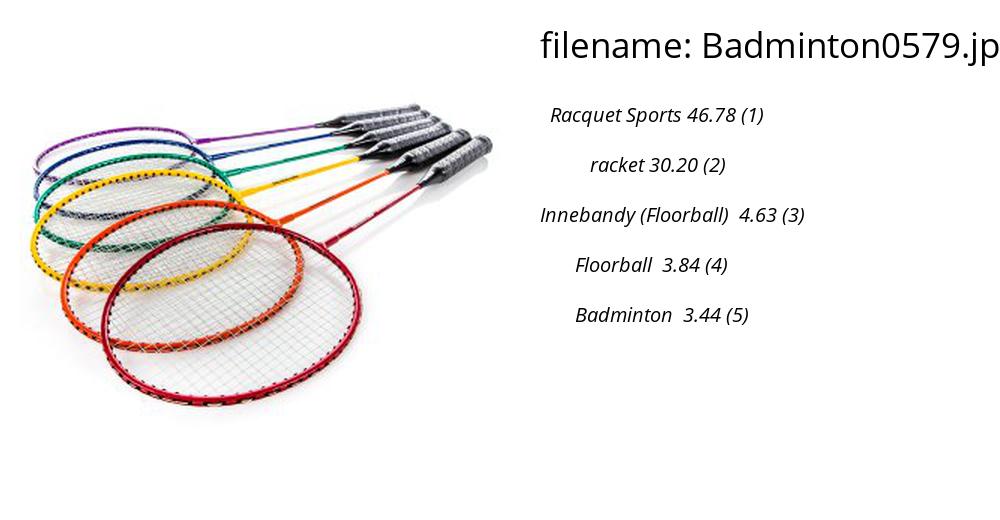 filename: Badminton0579.jp
Racquet Sports 46.78 (1)
racket 30.20 (2)
Innebandy (Floorball) 4.63 (3)
Floorball 3.84 (4)
Badminton 3.44 (5)